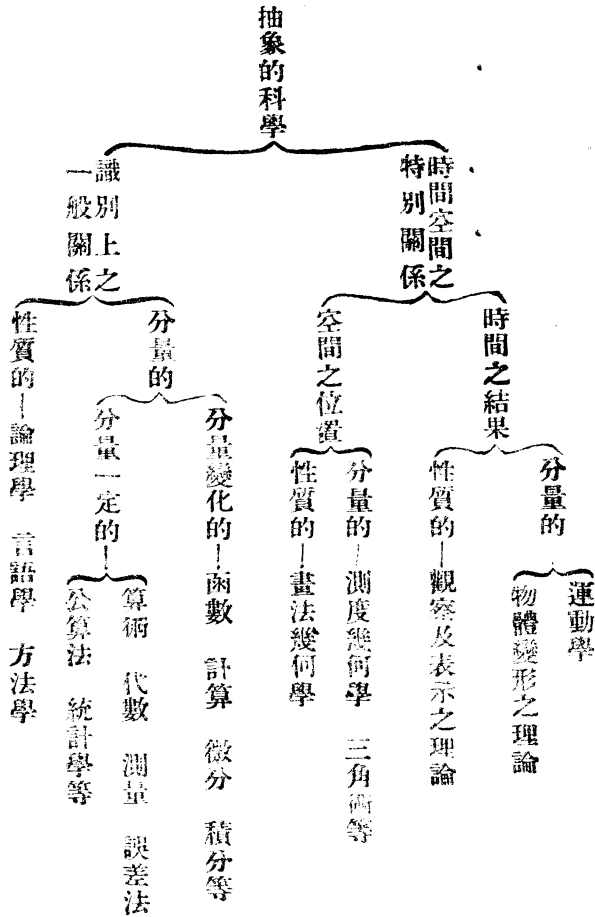 抽象的科學
時間空間之
特別關係
時間之結果
分量的
運動學
物體變形之理論
性質的—觀察及表示之理論
空間之位置
分量的—測度幾何學 三角術等
性質的—畫法幾何學
識別上之
一般關係
分量的
分量變化的—函數 計算 微分 積分等
分量一定的—
算術 代數 測量 誤差法
公算法 統計學等
性質的—論理學 言語學 方法學